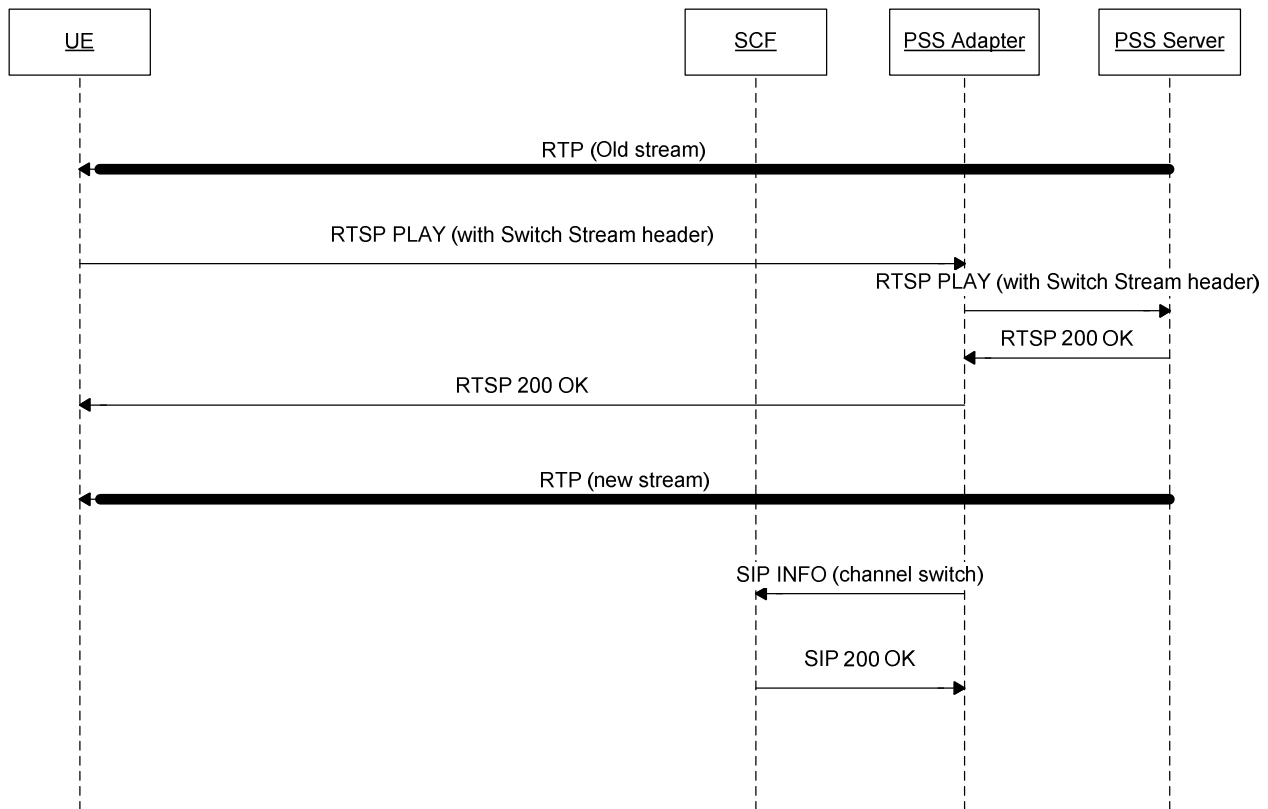 UE
SCF
PSS Adapter
PSS Server
RTP (Old stream)
RTSP PLAY (with Switch Stream header)
RTSP PLAY (with Switch Stream header)
RTSP 200 OK
RTSP 200 OK
RTP (new stream)
SIP INFO (channel switch)
SIP 200 OK